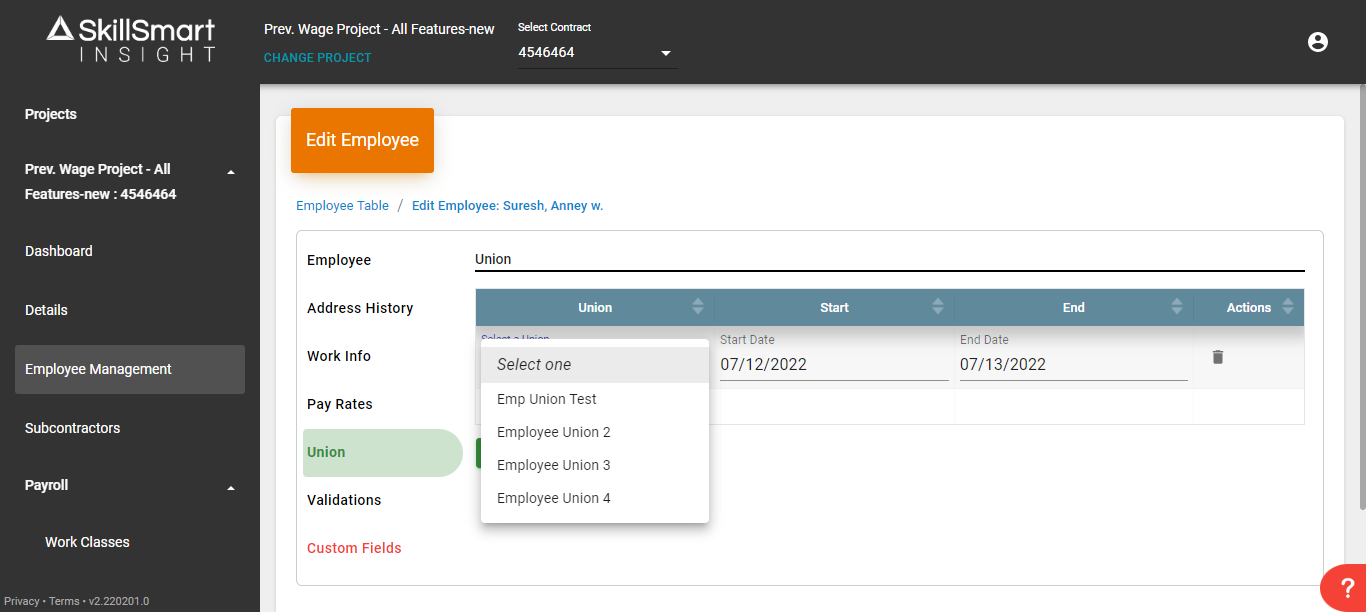 SkillSmart
INSIGHT
Prev. Wage Project - All Features-new
CHANGE PROJECT
Select Contract
4546464
Projects
Prev. Wage Project - All
Features-new : 4546464
Dashboard
Details
Employee Management
Subcontractors
Payroll
Work Classes
Privacy • Terms • v2.220201.0
Edit Employee
Employee Table / Edit Employee: Suresh, Anney w.
Employee
Address History
Work Info
Pay Rates
Union
Validations
Custom Fields
Union
Union Start End Actions
Select a Union
Select one
Emp Union Test
Employee Union 2
Employee Union 3
Employee Union 4
Start Date
07/12/2022
End Date
07/13/2022
?